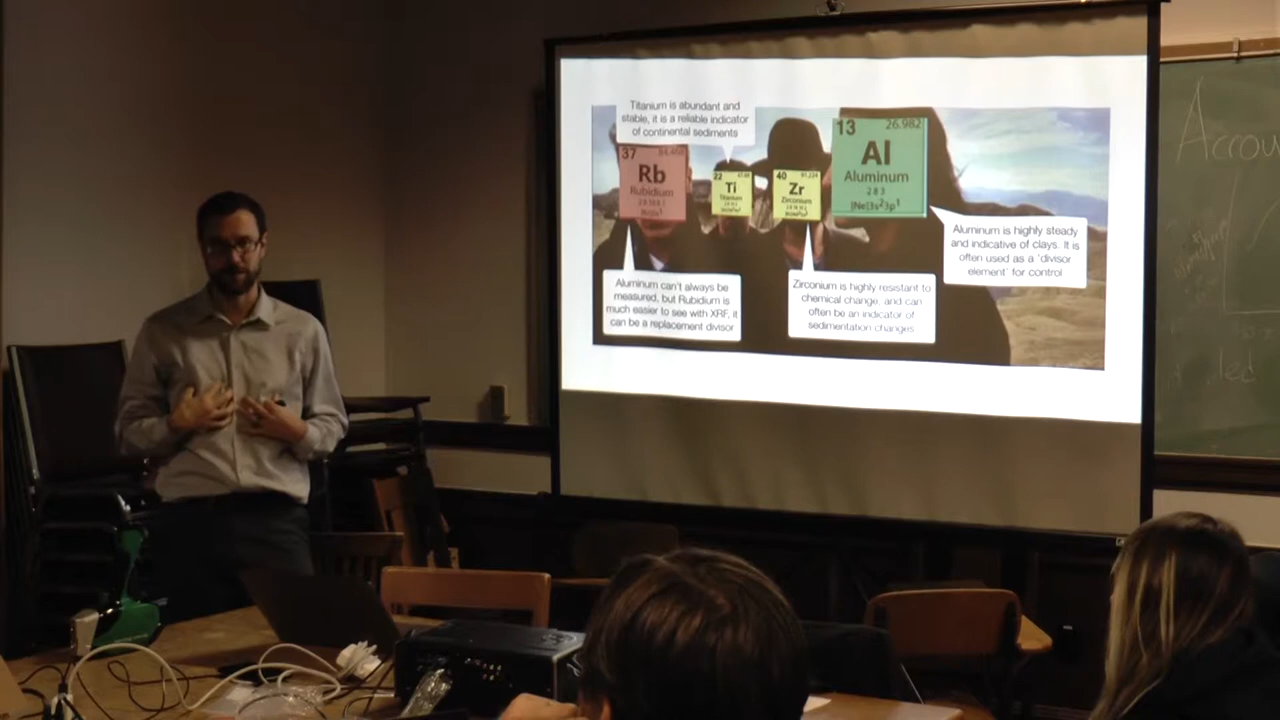 Titanium is abundant and
stable, it is a reliable indicator
of continental sediments
37
Rb
Rubidium
22
Ti
Titanium
40
Zr
Zirconium
13 26.982
Al
Aluminum
2 8 3
[Ne]3s²3p¹
Aluminum is highly steady
and indicative of clays. It is
often used as a 'divisor
element' for control
Aluminum can't always be
measured, but Rubidium is
much easier to see with XRF, it
can be a replacement divisor
Zirconium is highly resistant to
chemical change, and can
often be an indicator of
sedimentation changes